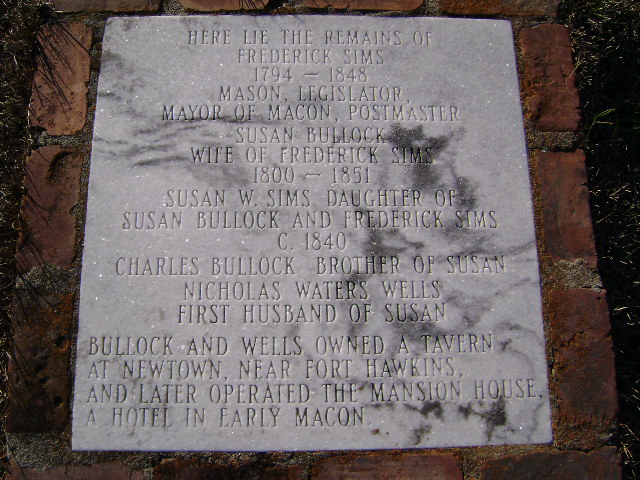 HERE LIE THE REMAINS OF
FREDERICK SIMS
1794 – 1848
MASON, LEGISLATOR,
MAYOR OF MACON, POSTMASTER
SUSAN BULLOCK
WIFE OF FREDERICK SIMS
1800 – 1851
SUSAN W. SIMS DAUGHTER OF
SUSAN BULLOCK AND FREDERICK SIMS
C. 1840
CHARLES BULLOCK BROTHER OF SUSAN
NICHOLAS WATERS WELLS
FIRST HUSBAND OF SUSAN
BULLOCK AND WELLS OWNED A TAVERN
AT NEWTOWN, NEAR FORT HAWKINS,
AND LATER OPERATED THE MANSION HOUSE,
A HOTEL IN EARLY MACON.